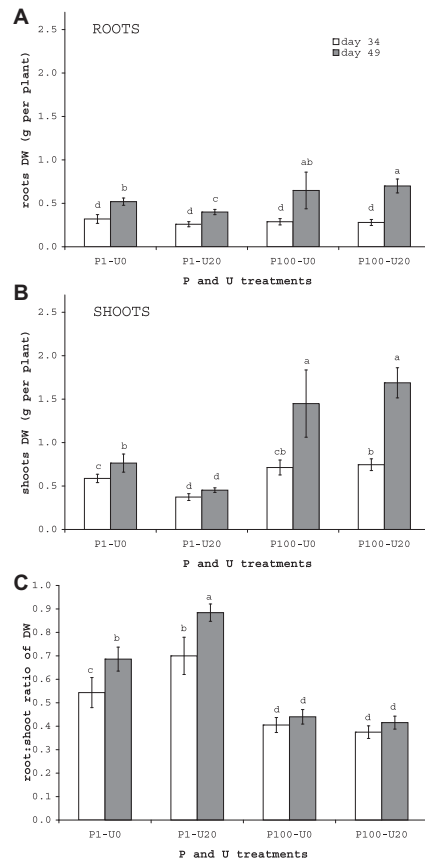 A
ROOTS
day 34
day 49
roots DW (g per plant)
2.5
2.0
1.5
1.0
0.5
0.0
d b d c d ab d a
P1-U0 P1-U20 P100-U0 P100-U20
P and U treatments
B
SHOOTS
shoots DW (g per plant)
2.5
2.0
1.5
1.0
0.5
0.0
c b d d cb a b a
P1-U0 P1-U20 P100-U0 P100-U20
P and U treatments
C
root:shoot ratio of DW
1.0
0.9
0.8
0.7
0.6
0.5
0.4
0.3
0.2
0.1
0.0
c b b a d d d d
P1-U0 P1-U20 P100-U0 P100-U20
P and U treatments